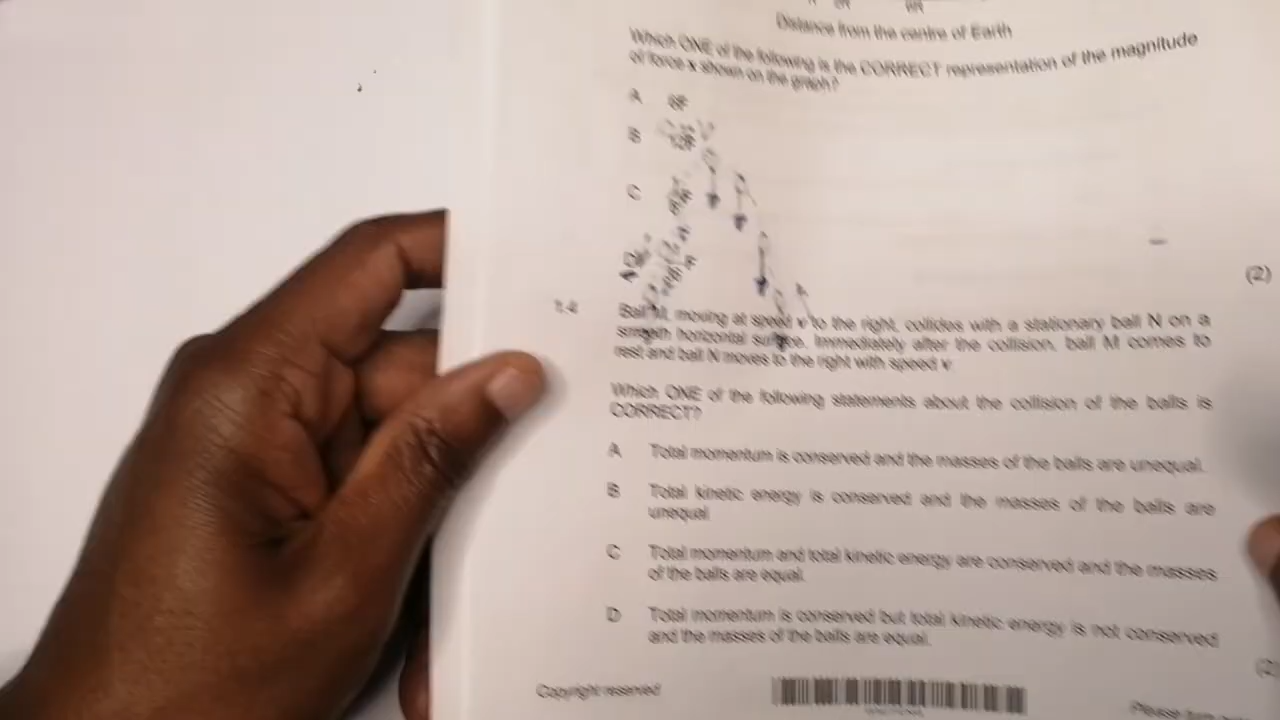 Distance from the centre of Earth
Which ONE of the following is the CORRECT representation of the magnitude
of force x shown on the graph?
A
B
C
1.4 Ball M, moving at speed v to the right, collides with a stationary ball N on a
smooth horizontal surface. Immediately after the collision, ball M comes to
rest and ball N moves to the right with speed v.
(2)
Which ONE of the following statements about the collision of the balls is
CORRECT?
A Total momentum is conserved and the masses of the balls are unequal.
B Total kinetic energy is conserved and the masses of the balls are
unequal.
C Total momentum and total kinetic energy are conserved and the masses
of the balls are equal.
D Total momentum is conserved but total kinetic energy is not conserved
and the masses of the balls are equal.
Copyright reserved
Please